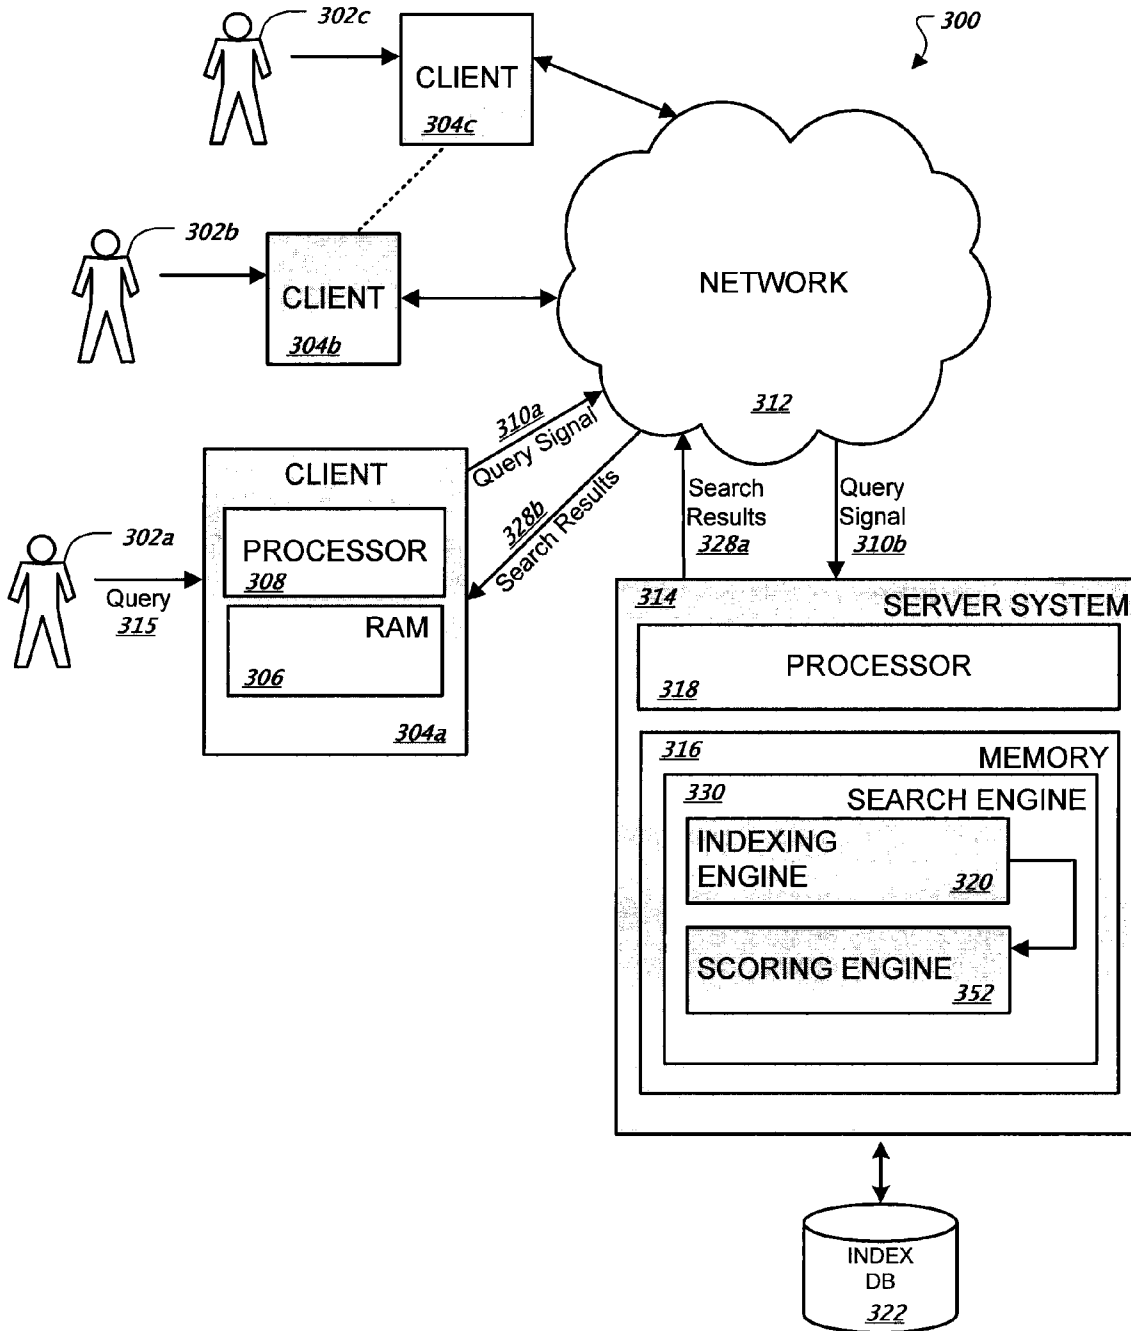 302c
300
CLIENT
304c
302b
CLIENT
304b
NETWORK
312
310a
Query Signal
328b
Search Results
Search
Results
328a
Query
Signal
310b
302a
Query
315
CLIENT
PROCESSOR
308
RAM
306
304a
314
SERVER SYSTEM
PROCESSOR
318
316
MEMORY
330
SEARCH ENGINE
INDEXING
ENGINE
320
SCORING ENGINE
352
INDEX
DB
322